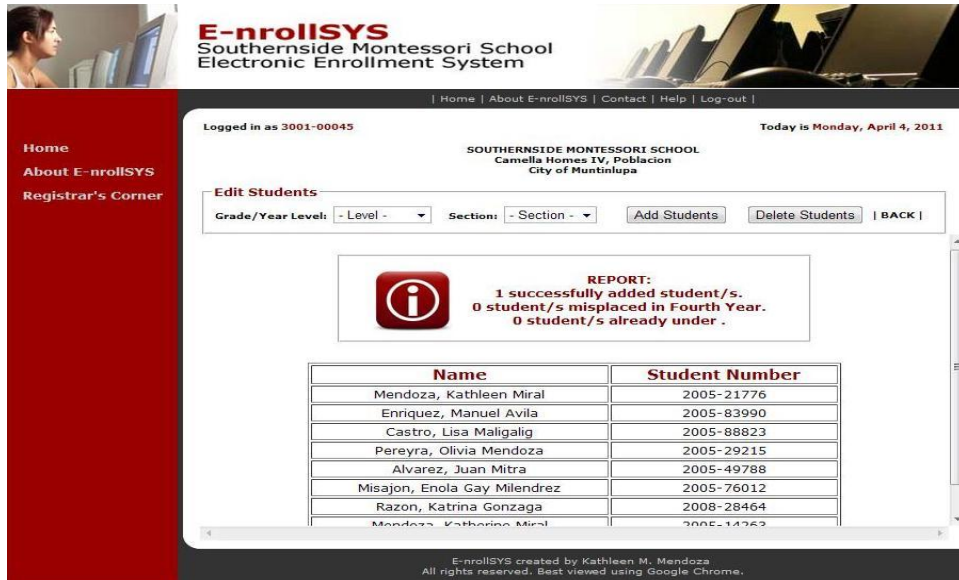 E-nrollSYS
Southernside Montessori School
Electronic Enrollment System
| Home | About E-nrollSYS | Contact | Help | Log-out |
Home
About E-nrollSYS
Registrar's Corner
Logged in as 3001-00045 Today is Monday, April 4, 2011
SOUTHERNSIDE MONTESSORI SCHOOL
Camella Homes IV, Poblacion
City of Muntinlupa
Edit Students
Grade/Year Level: - Level - Section: - Section - Add Students Delete Students | BACK |
REPORT:
1 successfully added student/s.
0 student/s misplaced in Fourth Year.
0 student/s already under .
Name Student Number
Mendoza, Kathleen Miral 2005-21776
Enriquez, Manuel Avila 2005-83990
Castro, Lisa Maligalig 2005-88823
Pereyra, Olivia Mendoza 2005-29215
Alvarez, Juan Mitra 2005-49788
Misajon, Enola Gay Milendrez 2005-76012
Razon, Katrina Gonzaga 2008-28464
Mendoza, Katherine Miral 2005-14263
E-nrollSYS created by Kathleen M. Mendoza
All rights reserved. Best viewed using Google Chrome.